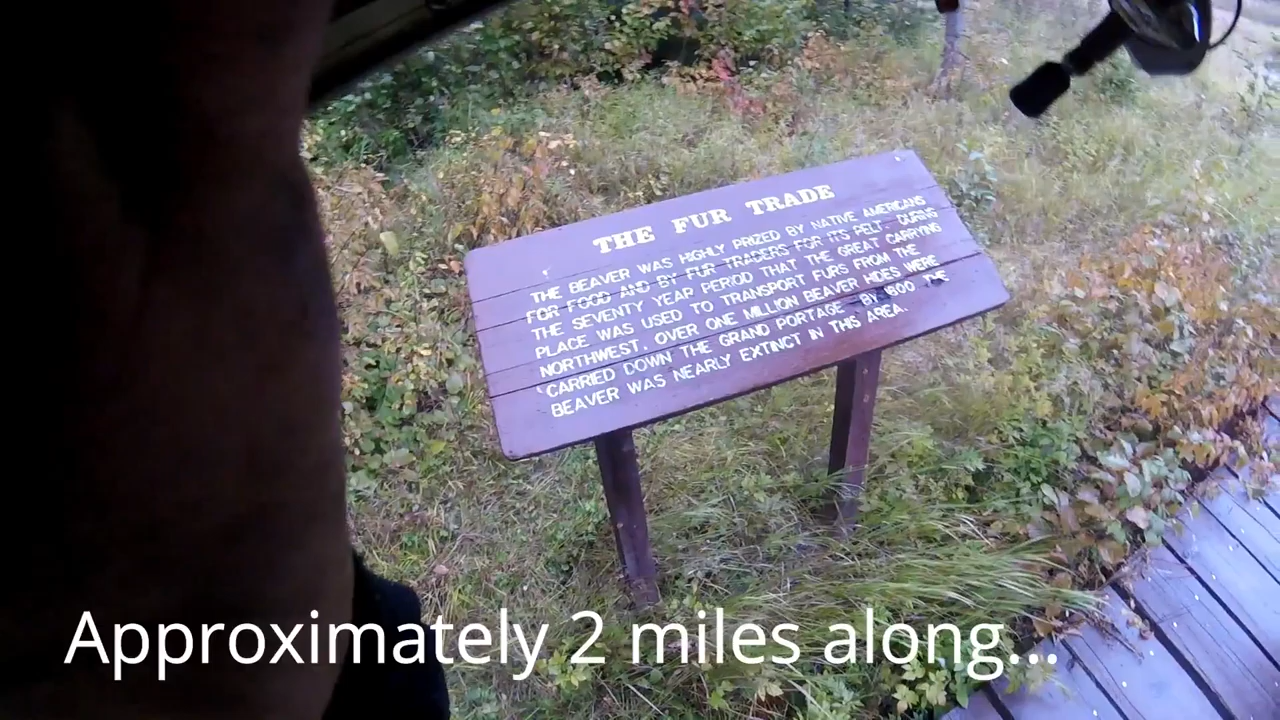 THE FUR TRADE
THE BEAVER WAS HIGHLY PRIZED BY NATIVE AMERICANS
FOR FOOD AND BY FUR TRADERS FOR ITS PELT. DURING
THE SEVENTY YEAR PERIOD THAT THE GREAT CARRYING
PLACE WAS USED TO TRANSPORT FURS FROM THE
NORTHWEST, OVER ONE MILLION BEAVER HIDES WERE
CARRIED DOWN THE GRAND PORTAGE. BY 1800 THE
BEAVER WAS NEARLY EXTINCT IN THIS AREA.
Approximately 2 miles along...